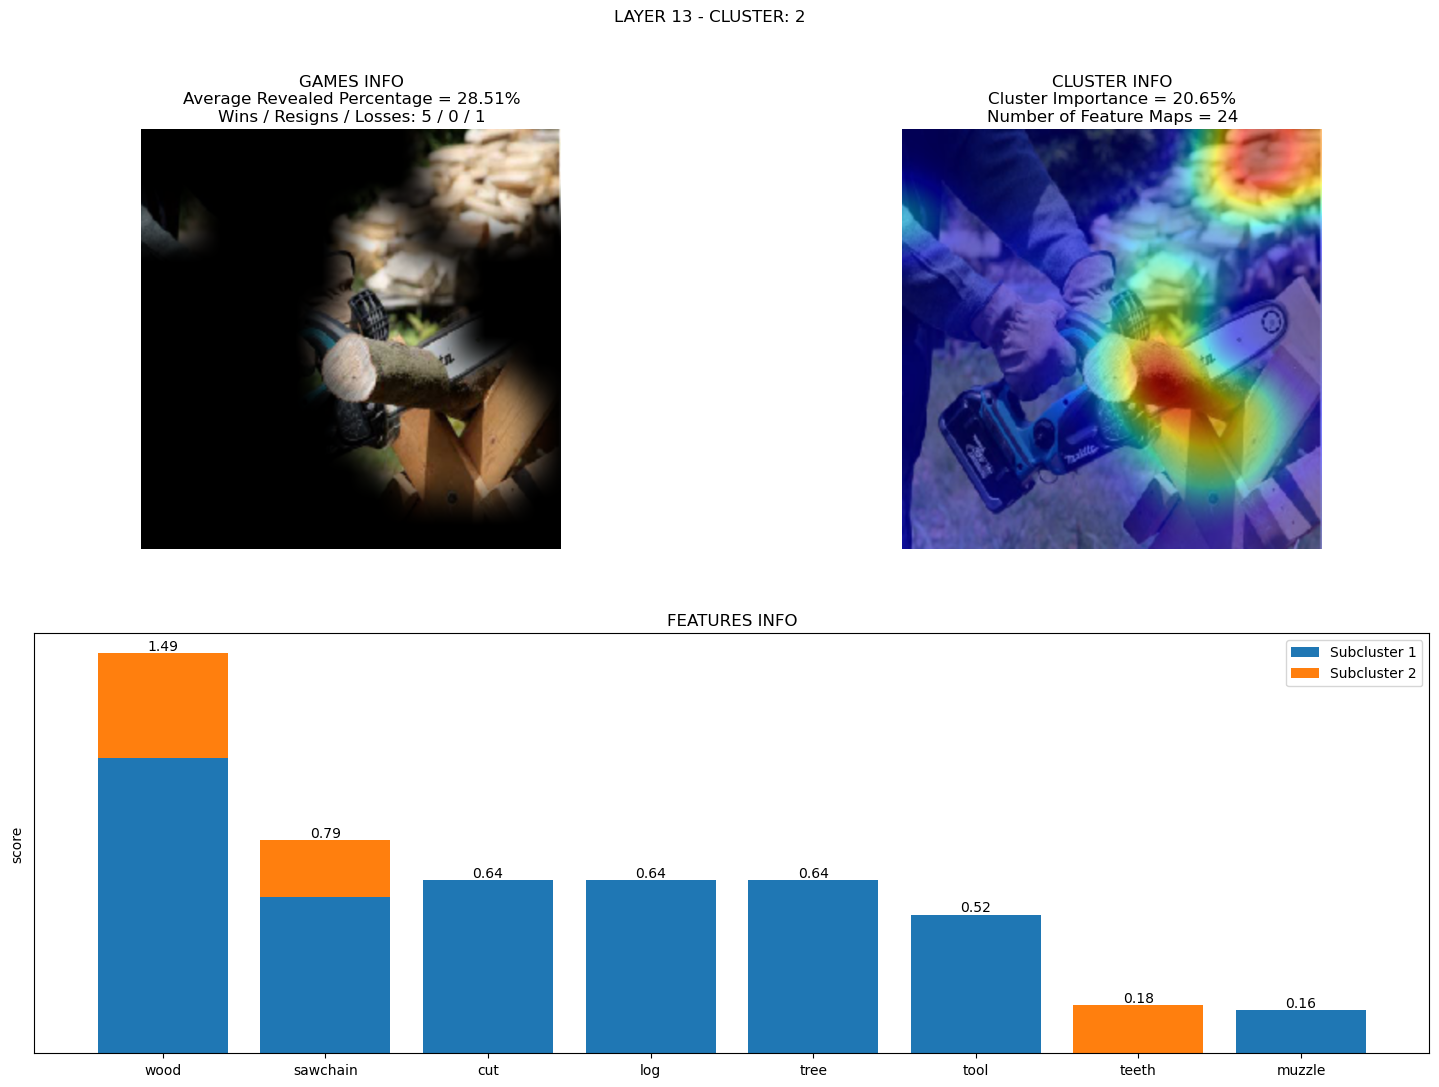 LAYER 13 - CLUSTER: 2
GAMES INFO
Average Revealed Percentage = 28.51%
Wins / Resigns / Losses: 5 / 0 / 1
CLUSTER INFO
Cluster Importance = 20.65%
Number of Feature Maps = 24
makita
FEATURES INFO
score
1.49
0.79
0.64
0.64
0.64
0.52
0.18
0.16
Subcluster 1
Subcluster 2
wood
sawchain
cut
log
tree
tool
teeth
muzzle